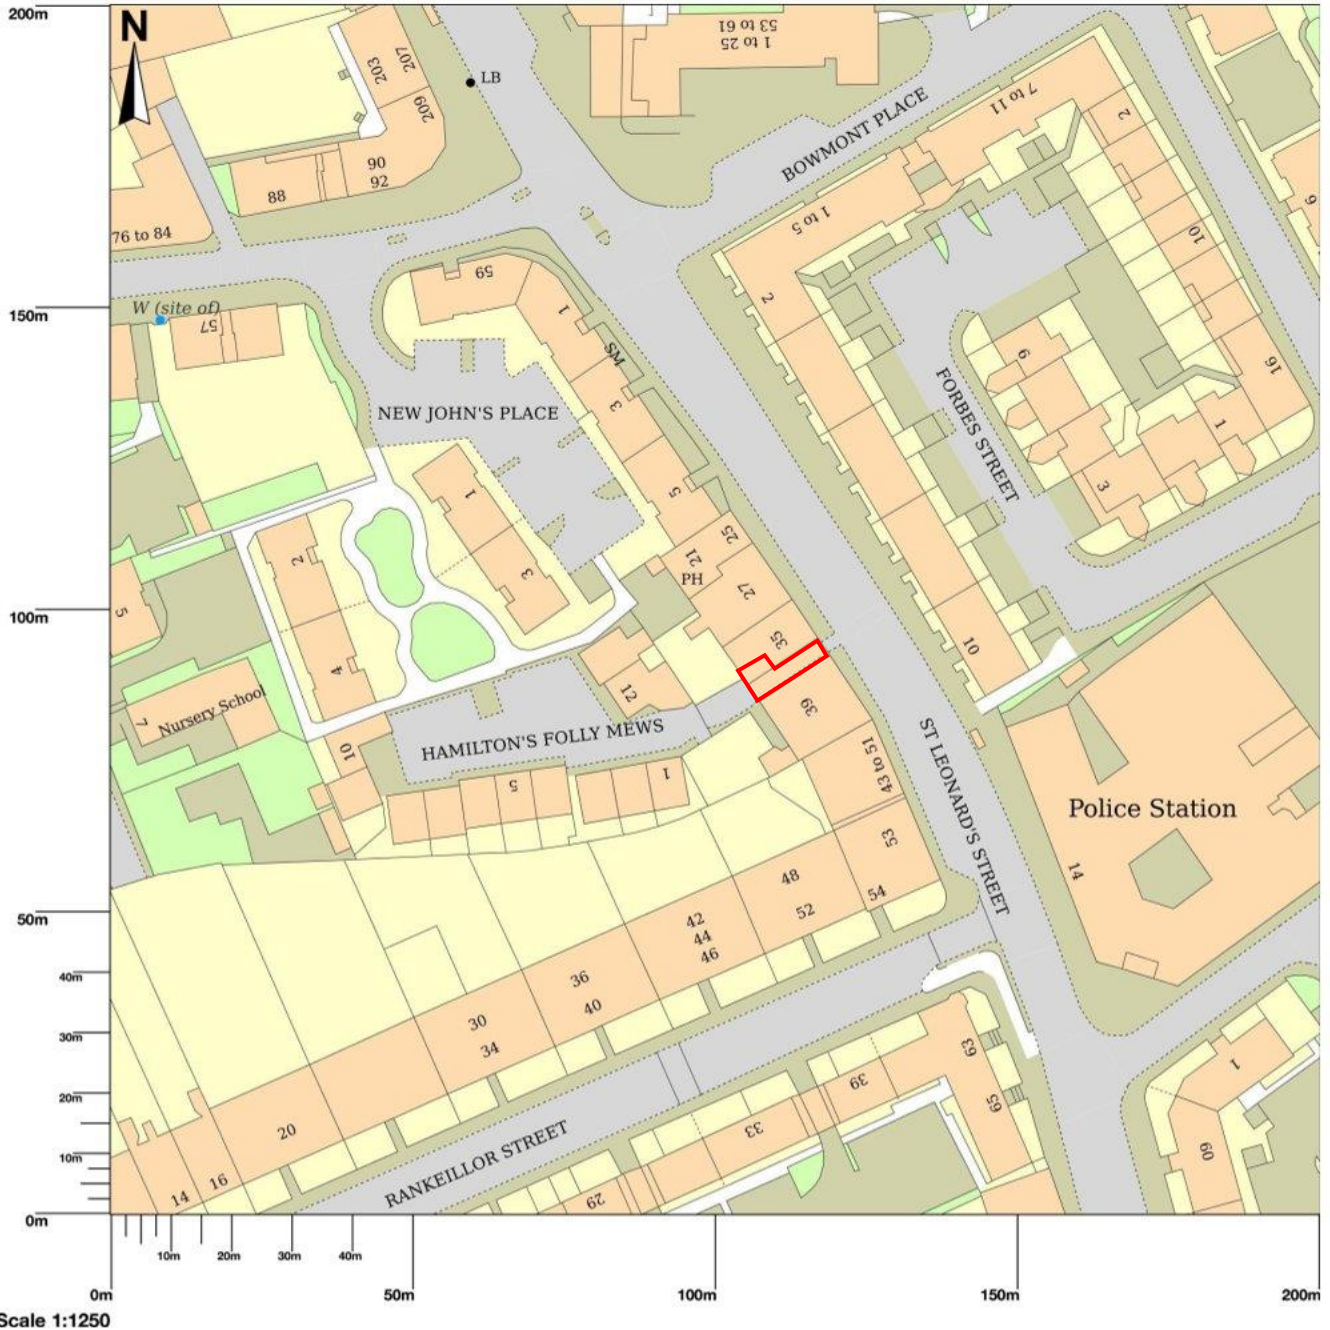 200m
N
203
207
209
LB
53 to 61
1 to 25
7 to 11
2
BOWMONT PLACE
90
92
88
76 to 84
1 to 5
6
10
59
2
1
W (site of)
57
150m
SM
6
16
FORBES STREET
NEW JOHN'S PLACE
3
1
1
5
3
25
21
PH
27
2
3
100m
5
35
10
4
12
7
Nursery School
39
HAMILTON'S FOLLY MEWS
10
43 to 51
ST LEONARD'S STREET
5
1
Police Station
53
14
48
54
52
50m
42
44
46
36
40
40m
30
34
30m
63
1
39
65
20m
20
33
60
10m
RANKEILLOR STREET
16
14
29
0m
10m
20m
30m
40m
0m
50m
100m
150m
200m
Scale 1:1250